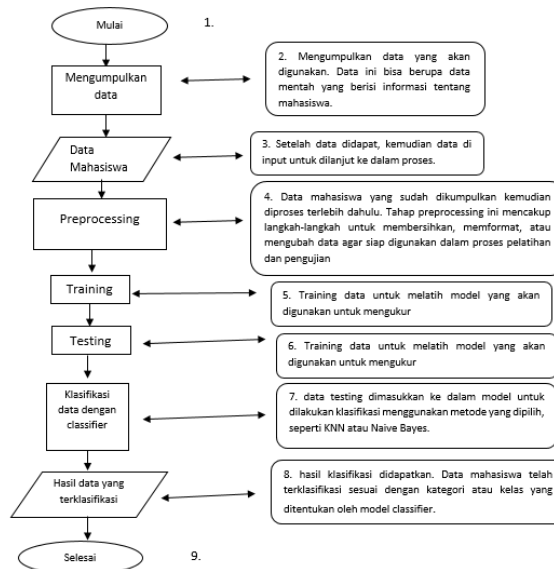 Mulai
1.
Mengumpulkan
data
2. Mengumpulkan data yang akan
digunakan. Data ini bisa berupa data
mentah yang berisi informasi tentang
mahasiswa.
Data
Mahasiswa
3. Setelah data didapat, kemudian data di
input untuk dilanjut ke dalam proses.
Preprocessing
4. Data mahasiswa yang sudah dikumpulkan kemudian
diproses terlebih dahulu. Tahap preprocessing ini mencakup
langkah-langkah untuk membersihkan, memformat, atau
mengubah data agar siap digunakan dalam proses pelatihan
dan pengujian
Training
5. Training data untuk melatih model yang akan
digunakan untuk mengukur
Testing
6. Training data untuk melatih model yang akan
digunakan untuk mengukur
Klasifikasi
data dengan
classifier
7. data testing dimasukkan ke dalam model untuk
dilakukan klasifikasi menggunakan metode yang dipilih,
seperti KNN atau Naive Bayes.
Hasil data yang
terklasifikasi
8. hasil klasifikasi didapatkan. Data mahasiswa telah
terklasifikasi sesuai dengan kategori atau kelas yang
ditentukan oleh model classifier.
Selesai
9.